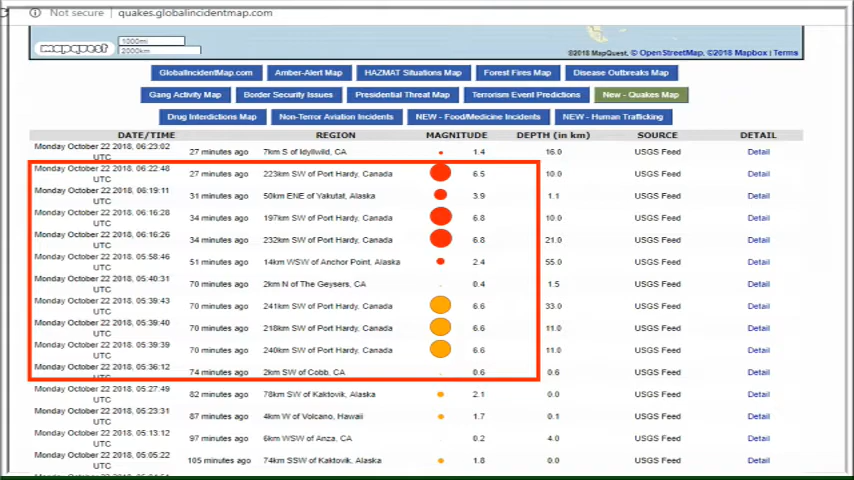 Not secure quakes.globalincidentmap.com
mapquest 1000mi
2000km
©2018 MapQuest, © OpenStreetMap, ©2018 Mapbox | Terms
GlobalIncidentMap.com Amber-Alert Map HAZMAT Situations Map Forest Fires Map Disease Outbreaks Map
Gang Activity Map Border Security Issues Presidential Threat Map Terrorism Event Predictions New - Quakes Map
Drug Interdictions Map Non-Terror Aviation Incidents NEW - Food/Medicine Incidents NEW - Human Trafficking
DATE/TIME REGION MAGNITUDE DEPTH (in km) SOURCE DETAIL
Monday October 22 2018, 06:23:02 UTC 27 minutes ago 7km S of Idyllwild, CA 1.4 16.0 USGS Feed Detail
Monday October 22 2018, 06:22:48 UTC 27 minutes ago 223km SW of Port Hardy, Canada 6.5 10.0 USGS Feed Detail
Monday October 22 2018, 06:19:11 UTC 31 minutes ago 50km ENE of Yakutat, Alaska 3.9 1.1 USGS Feed Detail
Monday October 22 2018, 06:16:28 UTC 34 minutes ago 197km SW of Port Hardy, Canada 6.8 10.0 USGS Feed Detail
Monday October 22 2018, 06:16:26 UTC 34 minutes ago 232km SW of Port Hardy, Canada 6.8 21.0 USGS Feed Detail
Monday October 22 2018, 05:58:46 UTC 51 minutes ago 14km WSW of Anchor Point, Alaska 2.4 55.0 USGS Feed Detail
Monday October 22 2018, 05:40:31 UTC 70 minutes ago 2km N of The Geysers, CA 0.4 1.5 USGS Feed Detail
Monday October 22 2018, 05:39:43 UTC 70 minutes ago 241km SW of Port Hardy, Canada 6.6 33.0 USGS Feed Detail
Monday October 22 2018, 05:39:40 UTC 70 minutes ago 218km SW of Port Hardy, Canada 6.6 11.0 USGS Feed Detail
Monday October 22 2018, 05:39:39 UTC 70 minutes ago 240km SW of Port Hardy, Canada 6.6 11.0 USGS Feed Detail
Monday October 22 2018, 05:36:12 UTC 74 minutes ago 2km SW of Cobb, CA 0.6 0.6 USGS Feed Detail
Monday October 22 2018, 05:27:49 UTC 82 minutes ago 78km SW of Kaktovik, Alaska 2.1 0.0 USGS Feed Detail
Monday October 22 2018, 05:23:31 UTC 87 minutes ago 4km W of Volcano, Hawaii 1.7 0.1 USGS Feed Detail
Monday October 22 2018, 05:13:12 UTC 97 minutes ago 6km WSW of Anza, CA 0.2 4.0 USGS Feed Detail
Monday October 22 2018, 05:05:22 UTC 105 minutes ago 74km SSW of Kaktovik, Alaska 1.8 0.0 USGS Feed Detail